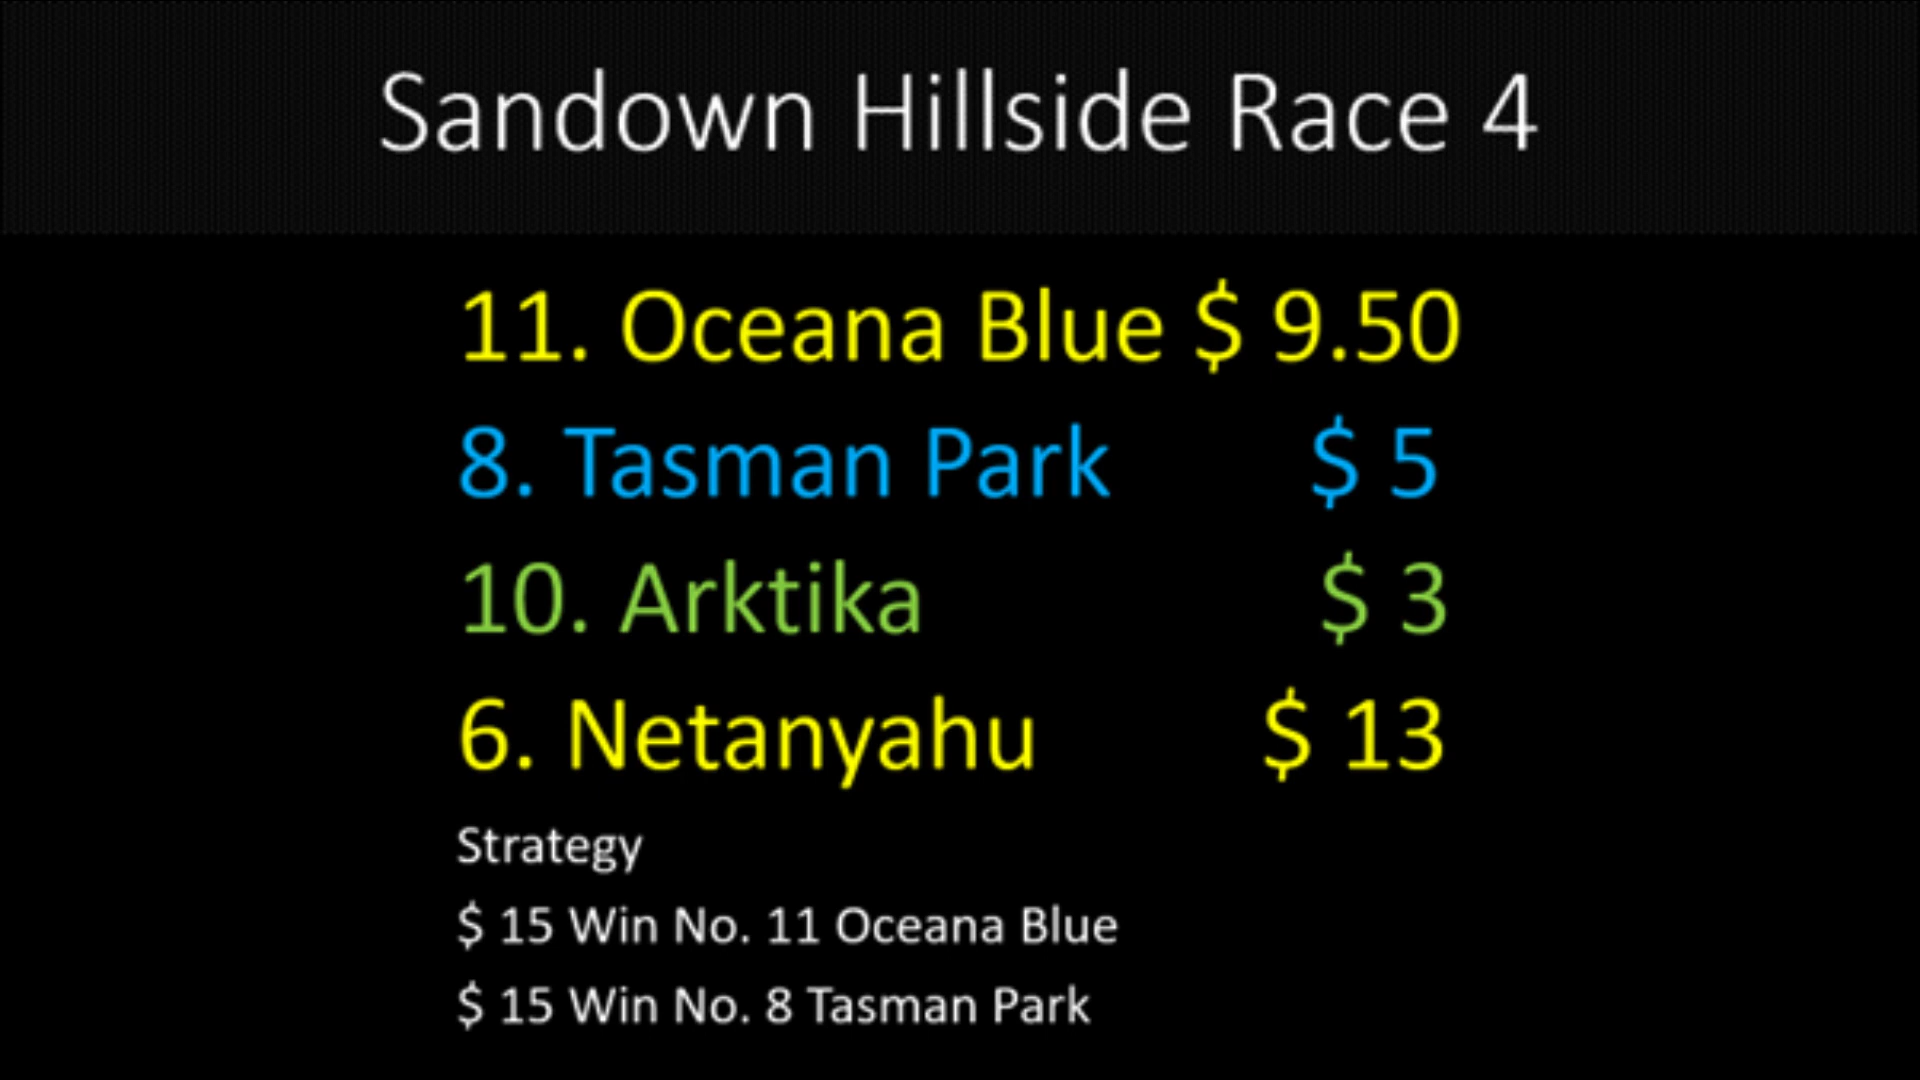 Sandown Hillside Race 4
11. Oceana Blue $ 9.50
8. Tasman Park $ 5
10. Arktika $ 3
6. Netanyahu $ 13
Strategy
$ 15 Win No. 11 Oceana Blue
$ 15 Win No. 8 Tasman Park